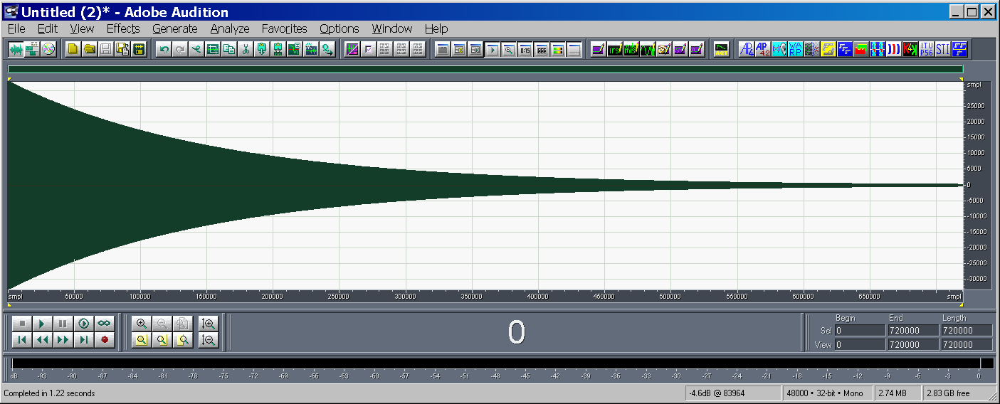 Untitled (2)* - Adobe Audition
File Edit View Effects Generate Analyze Favorites Options Window Help
smpl
25000
20000
15000
10000
5000
0
-5000
-10000
-15000
-20000
-25000
-30000
smpl 50000 100000 150000 200000 250000 300000 350000 400000 450000 500000 550000 600000 650000 smpl
0
Begin End Length
Sel 0 720000 720000
View 0 720000 720000
dB -93 -90 -87 -84 -81 -78 -75 -72 -69 -66 -63 -60 -57 -54 -51 -48 -45 -42 -39 -36 -33 -30 -27 -24 -21 -18 -15 -12 -9 -6 -3 0
Completed in 1.22 seconds -4.6dB @ 83964 48000 • 32-bit • Mono 2.74 MB 2.83 GB free